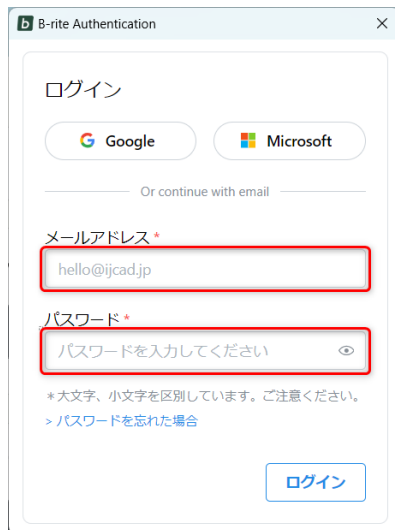 B-rite Authentication
ログイン
Google
Microsoft
Or continue with email
メールアドレス *
hello@ijcad.jp
パスワード *
パスワードを入力してください
*大文字、小文字を区別しています。ご注意ください。
> パスワードを忘れた場合
ログイン